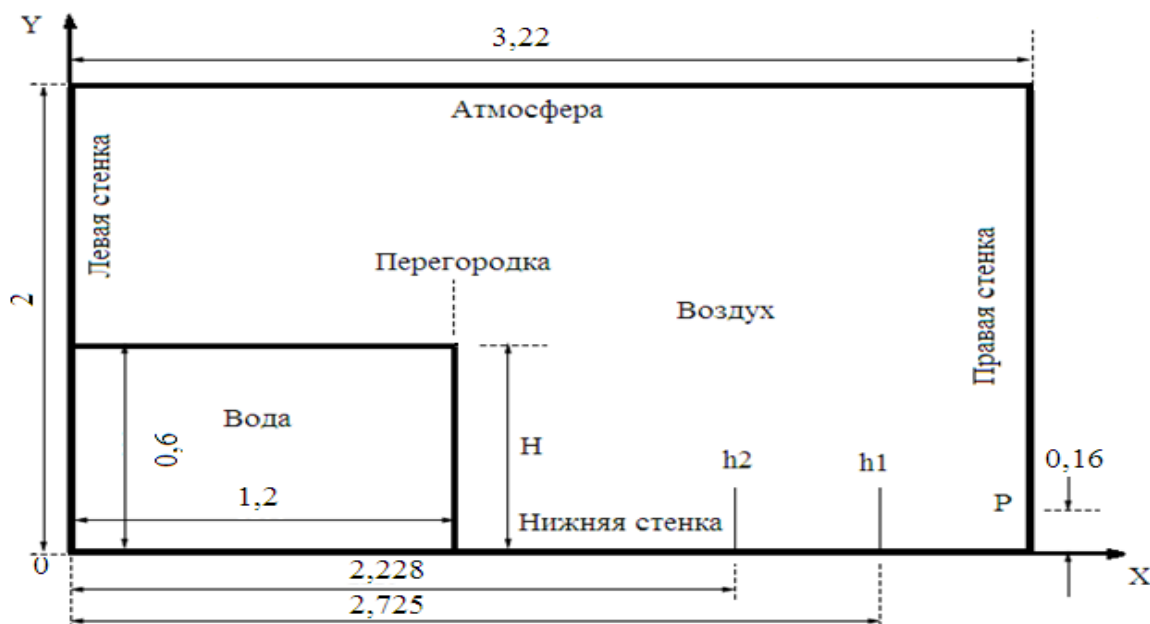 Y
3,22
Атмосфера
Левая стенка
Перегородка
2
Воздух
Правая стенка
Вода
0,6
H
h2
h1
0,16
1,2
P
Нижняя стенка
0
2,228
X
2,725